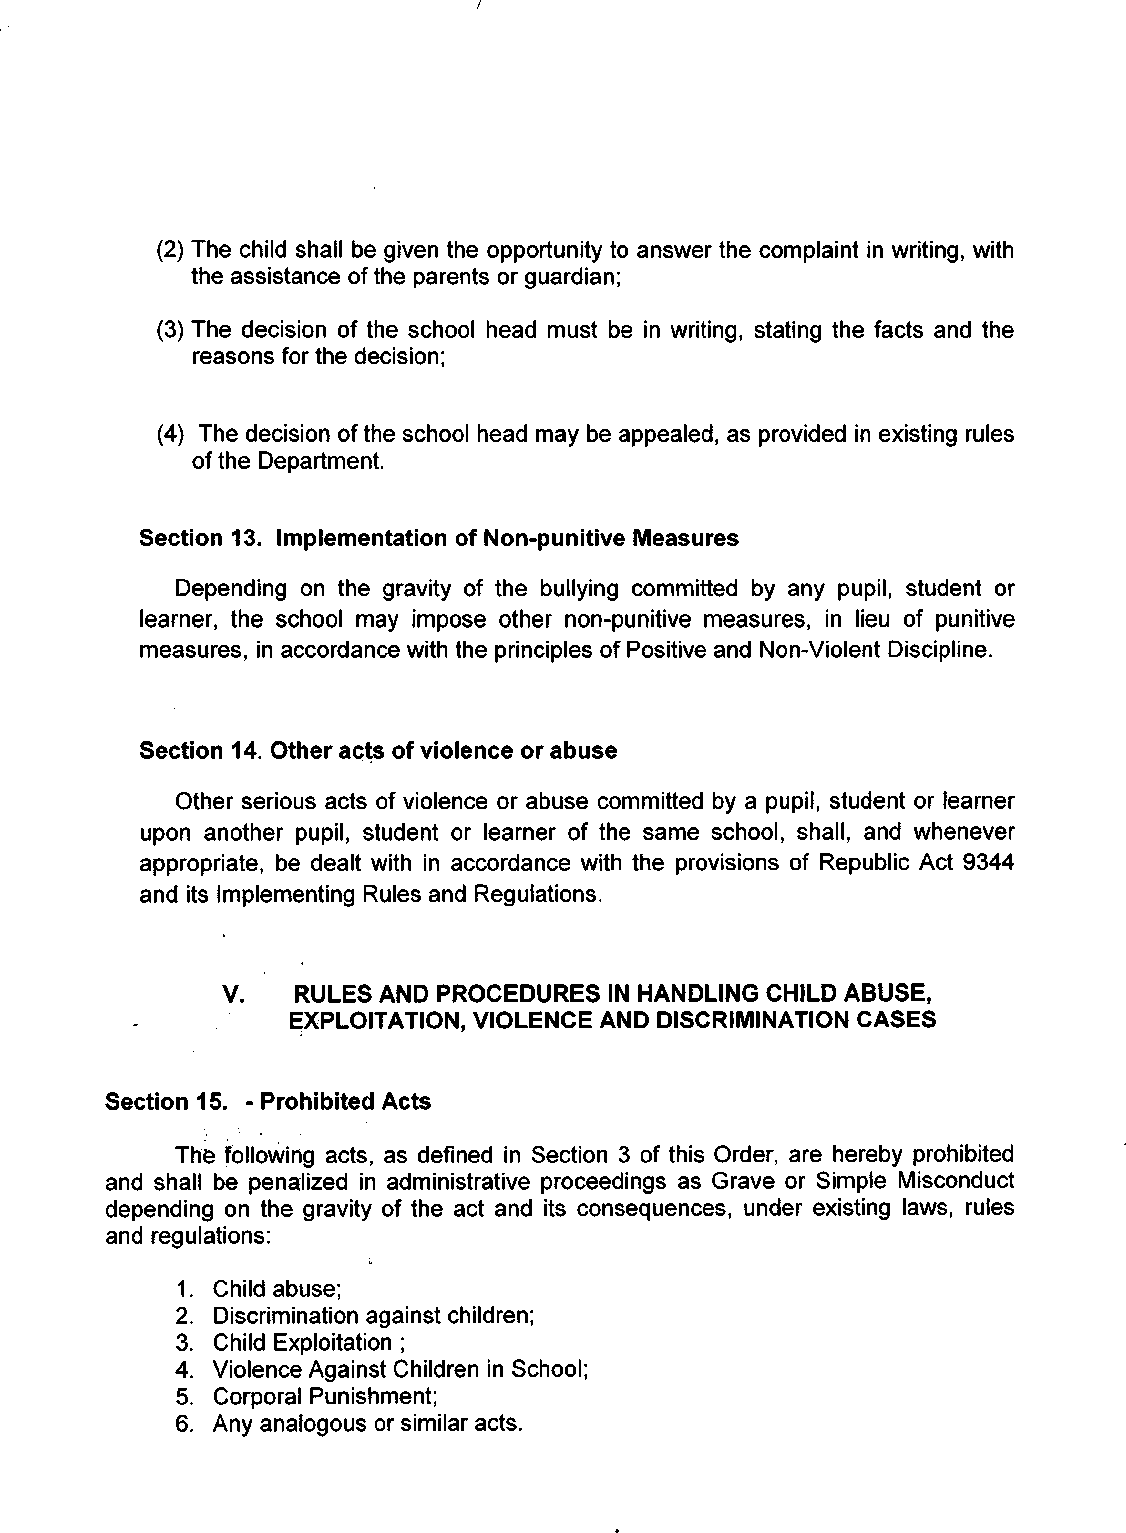 (2) The child shall be given the opportunity to answer the complaint in writing, with
the assistance of the parents or guardian;
(3) The decision of the school head must be in writing, stating the facts and the
reasons for the decision;
(4) The decision of the school head may be appealed, as provided in existing rules
of the Department.
Section 13. Implementation of Non-punitive Measures
Depending on the gravity of the bullying committed by any pupil, student or
learner, the school may impose other non-punitive measures, in lieu of punitive
measures, in accordance with the principles of Positive and Non-Violent Discipline.
Section 14. Other acts of violence or abuse
Other serious acts of violence or abuse committed by a pupil, student or learner
upon another pupil, student or learner of the same school, shall, and whenever
appropriate, be dealt with in accordance with the provisions of Republic Act 9344
and its Implementing Rules and Regulations.
V. RULES AND PROCEDURES IN HANDLING CHILD ABUSE,
EXPLOITATION, VIOLENCE AND DISCRIMINATION CASES
Section 15. - Prohibited Acts
The following acts, as defined in Section 3 of this Order, are hereby prohibited
and shall be penalized in administrative proceedings as Grave or Simple Misconduct
depending on the gravity of the act and its consequences, under existing laws, rules
and regulations:
1. Child abuse;
2. Discrimination against children;
3. Child Exploitation ;
4. Violence Against Children in School;
5. Corporal Punishment;
6. Any analogous or similar acts.